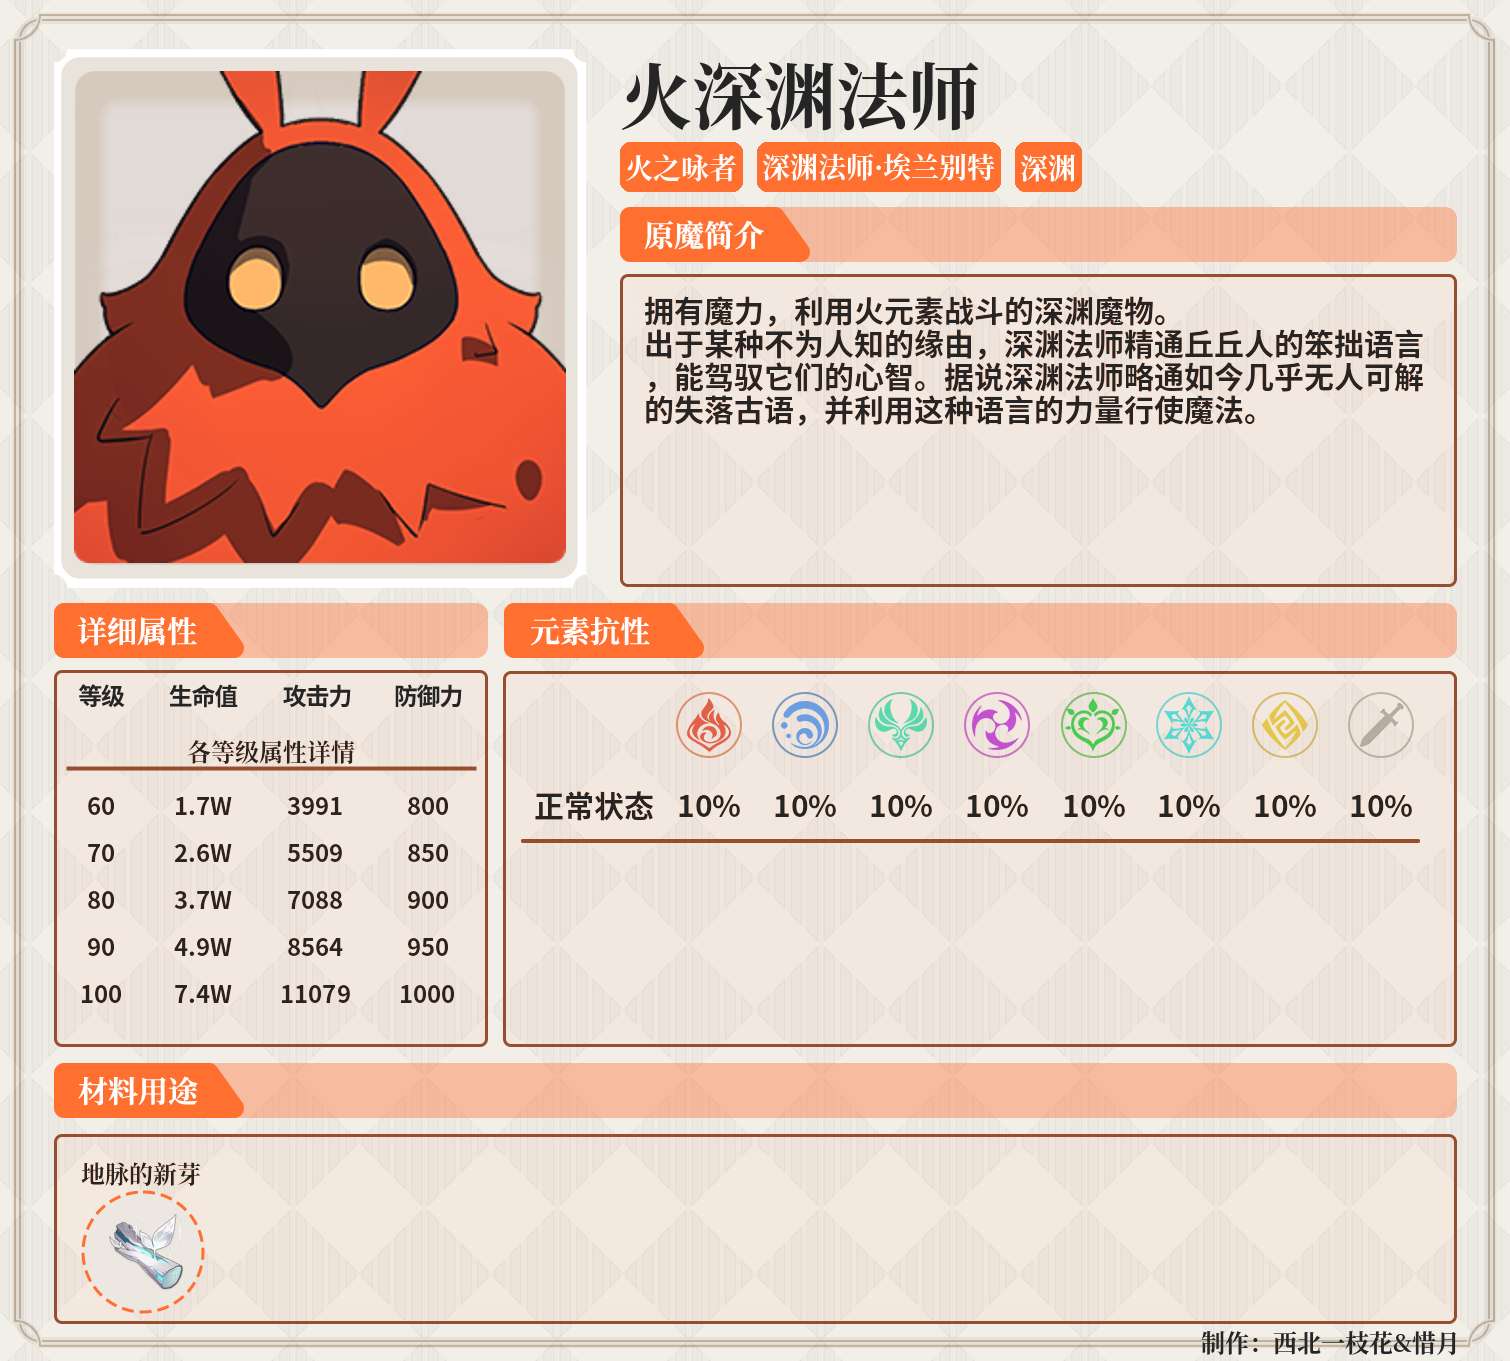 火深渊法师
火之咏者 深渊法师·埃兰别特 深渊
原魔简介
拥有魔力，利用火元素战斗的深渊魔物。
出于某种不为人知的缘由，深渊法师精通丘丘人的笨拙语言
，能驾驭它们的心智。据说深渊法师略通如今几乎无人可解
的失落古语，并利用这种语言的力量行使魔法。
详细属性
等级 生命值 攻击力 防御力
各等级属性详情
60 1.7W 3991 800
70 2.6W 5509 850
80 3.7W 7088 900
90 4.9W 8564 950
100 7.4W 11079 1000
元素抗性
正常状态 10% 10% 10% 10% 10% 10% 10% 10%
材料用途
地脉的新芽
制作：西北一枝花&惜月